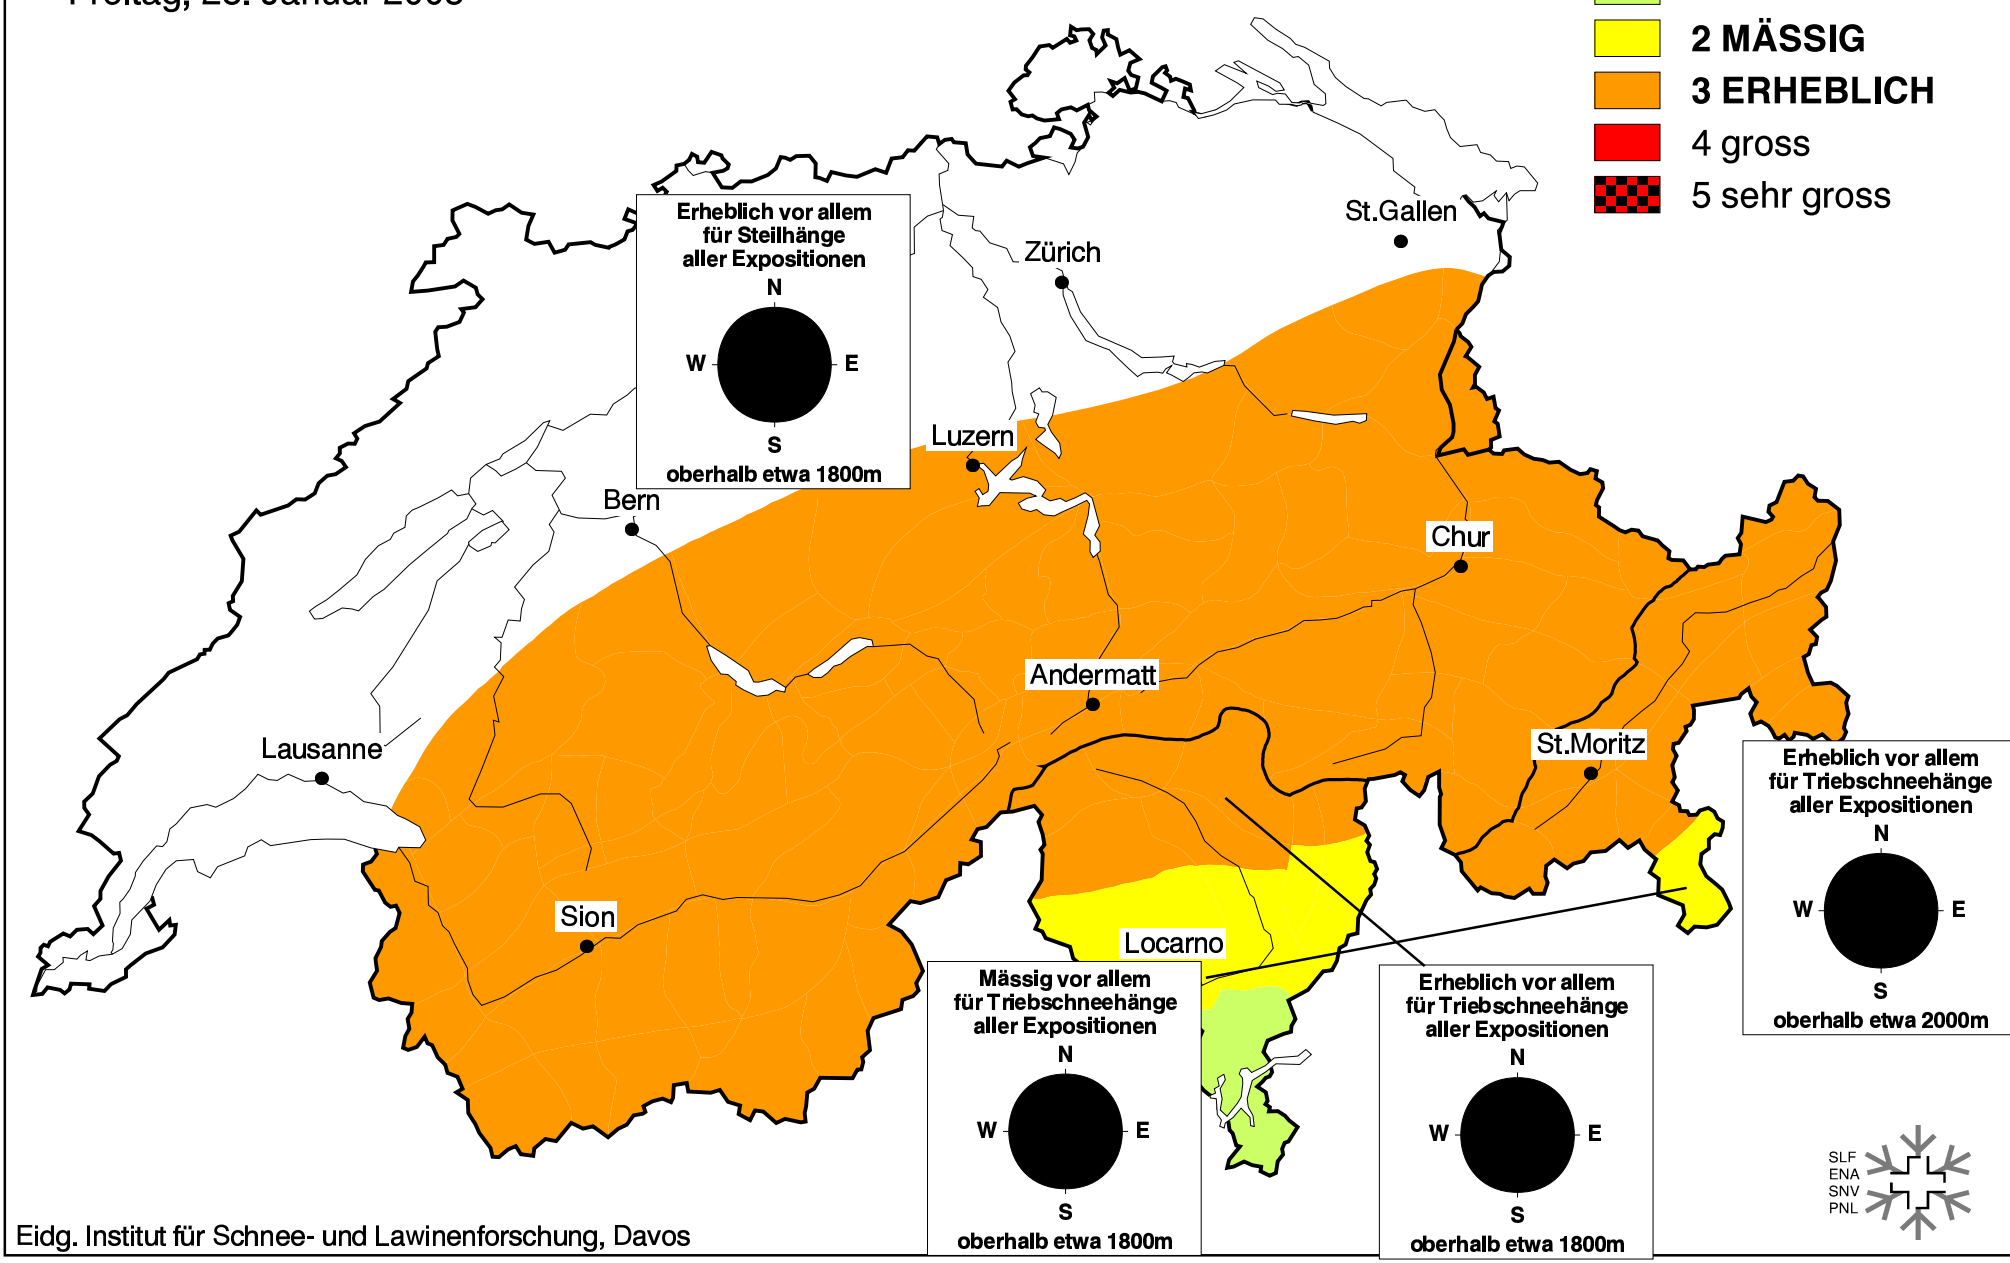 2 MÄSSIG
3 ERHEBLICH
4 gross
5 sehr gross
Erheblich vor allem
für Steilhänge
aller Expositionen
N
W E
S
oberhalb etwa 1800m
St.Gallen
Zürich
Luzern
Bern
Chur
Andermatt
St.Moritz
Lausanne
Sion
Locarno
Erheblich vor allem
für Triebschneehänge
aller Expositionen
N
W E
S
oberhalb etwa 2000m
Mässig vor allem
für Triebschneehänge
aller Expositionen
N
W E
S
oberhalb etwa 1800m
Erheblich vor allem
für Triebschneehänge
aller Expositionen
N
W E
S
oberhalb etwa 1800m
SLF
ENA
SNV
PNL
Eidg. Institut für Schnee- und Lawinenforschung, Davos